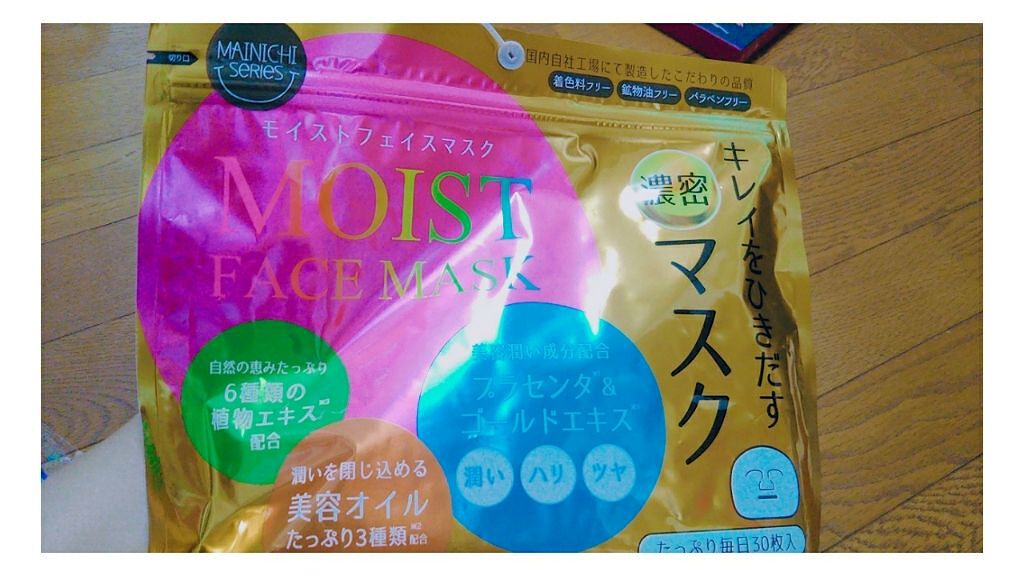 切り口
MAINICHI
SERIES
国内自社工場にて製造したこだわりの品質
着色料フリー
鉱物油フリー
パラベンフリー
モイストフェイスマスク
MOIST
FACE MASK
キレイをひきだす
濃密
マスク
自然の恵みたっぷり
6種類の
植物エキス
配合
美容潤い成分配合
プラセンタ&
ゴールドエキス
潤い
ハリ
ツヤ
潤いを閉じ込める
美容オイル
たっぷり3種類※2配合
たっぷり毎日30枚入